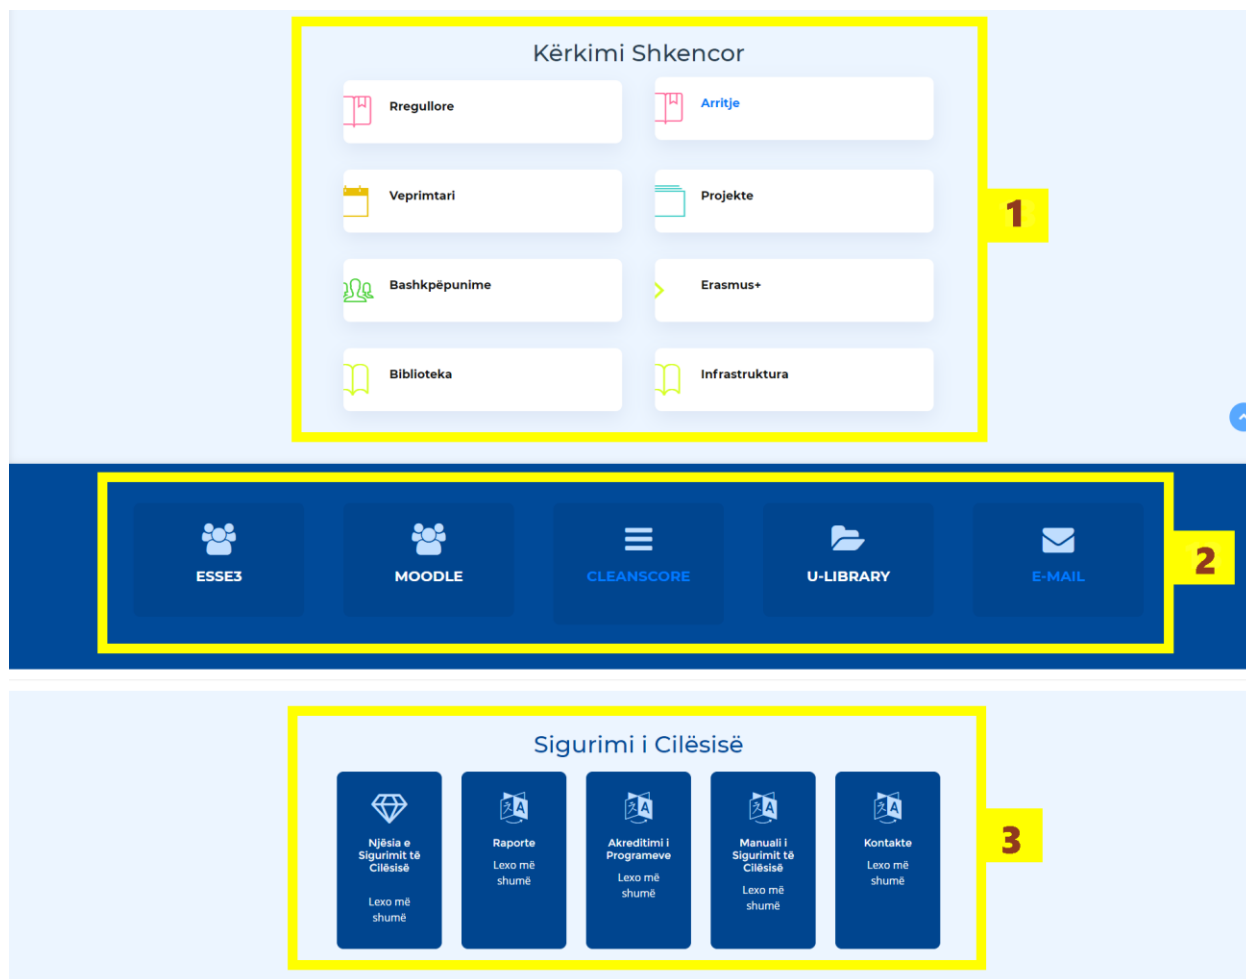 Kërkimi Shkencor
Rregullore
Arritje
Veprimtari
Projekte
1
Bashkpëpunime
Erasmus+
Biblioteka
Infrastruktura
ESSE3
MOODLE
CLEANSCORE
U-LIBRARY
E-MAIL
2
Sigurimi i Cilësisë
Njësia e
Sigurimit të
Cilësisë
Lexo më
shumë
Raporte
Lexo më
shumë
Akreditimi i
Programeve
Lexo më
shumë
Manuali i
Sigurimit të
Cilësisë
Lexo më
shumë
Kontakte
Lexo më
shumë
3